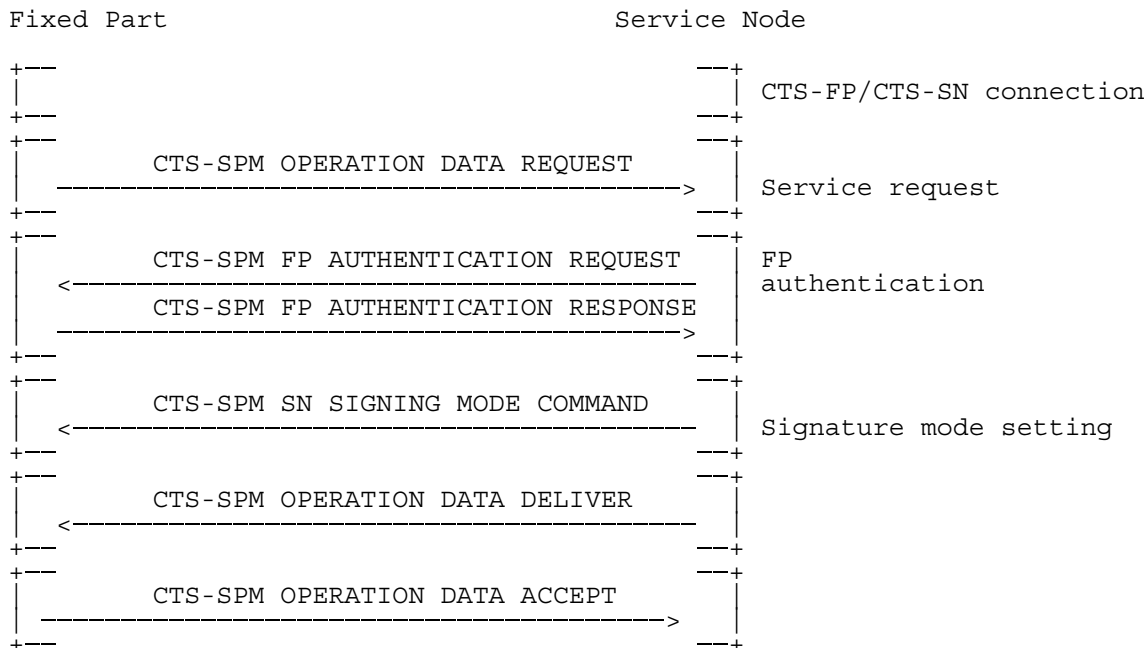 Fixed Part Service Node
CTS-FP/CTS-SN connection
CTS-SPM OPERATION DATA REQUEST
Service request
CTS-SPM FP AUTHENTICATION REQUEST FP
authentication
CTS-SPM FP AUTHENTICATION RESPONSE
CTS-SPM SN SIGNING MODE COMMAND
Signature mode setting
CTS-SPM OPERATION DATA DELIVER
CTS-SPM OPERATION DATA ACCEPT